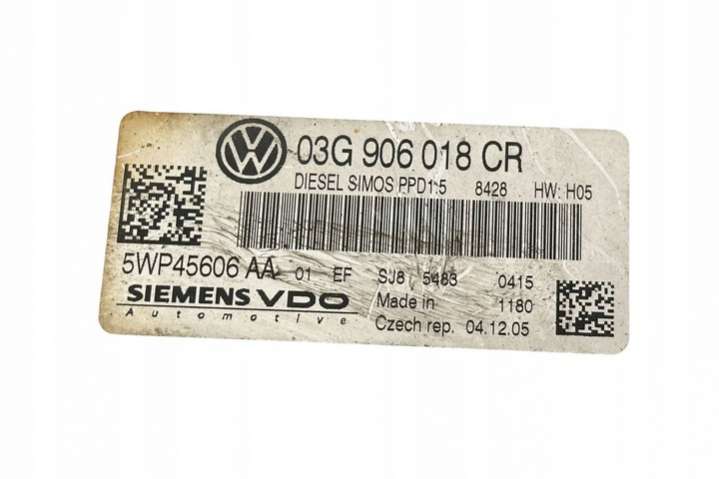 03G 906 018 CR
DIESEL SIMOS PPD1.5 8428 HW: H05
5WP45606 AA 01 EF SJ8 5483 0415
SIEMENS VDO Made in 1180
Automotive Czech rep. 04.12.05